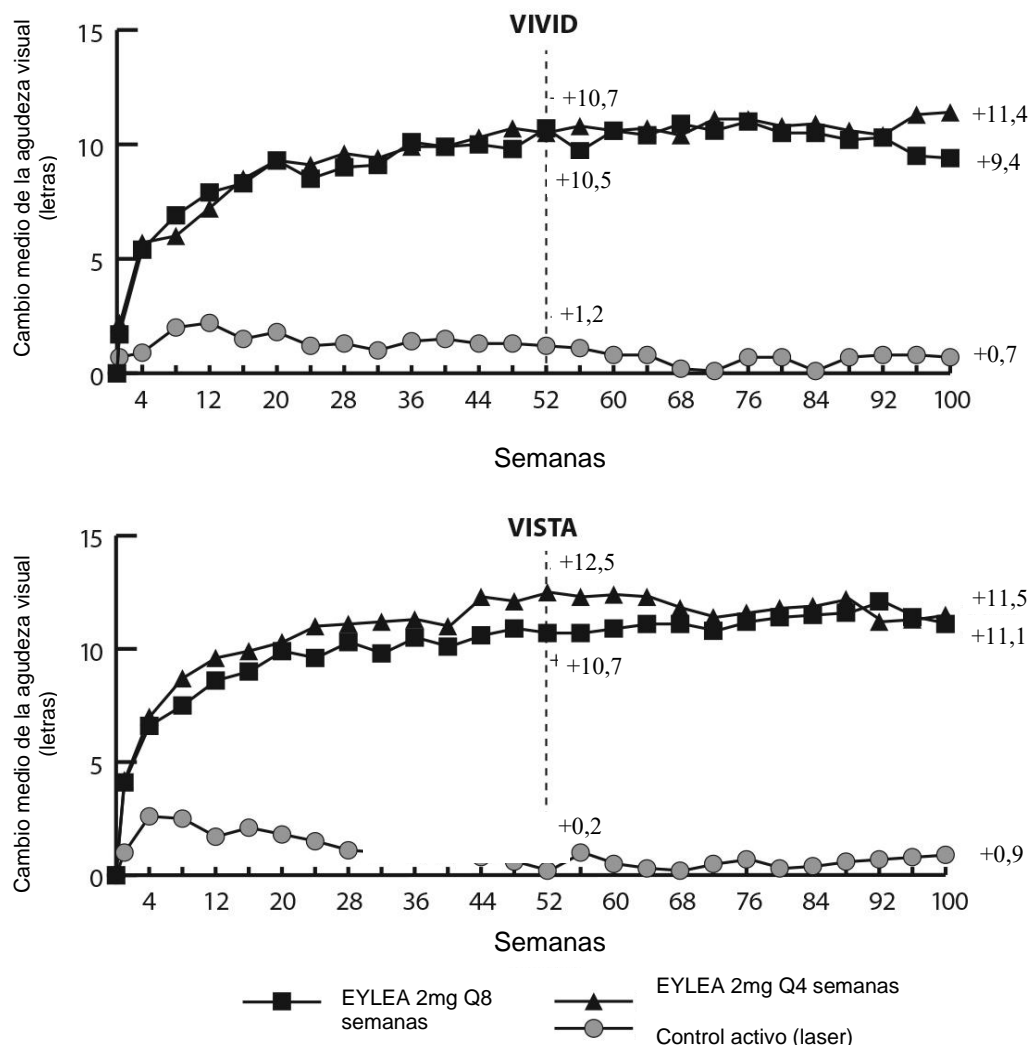 VIVID
Cambio medio de la agudeza visual
(letras)
15
10
5
0
+10,7
+10,5
+1,2
+11,4
+9,4
+0,7
4 12 20 28 36 44 52 60 68 76 84 92 100
Semanas
VISTA
Cambio medio de la agudeza visual
(letras)
15
10
5
0
+12,5
+10,7
+0,2
+11,5
+11,1
+0,9
4 12 20 28 36 44 52 60 68 76 84 92 100
Semanas
EYLEA 2mg Q8
semanas
EYLEA 2mg Q4 semanas
Control activo (laser)